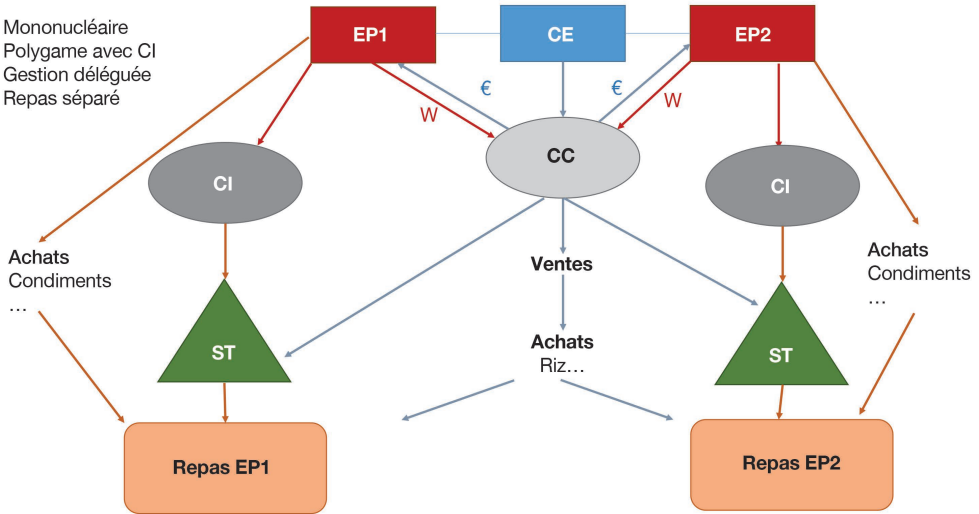 Mononucléaire
Polygame avec CI
Gestion déléguée
Repas séparé
EP1
CE
EP2
€
W
€
W
CC
CI
CI
Achats
Condiments
...
Ventes
Achats
Condiments
...
Achats
Riz...
ST
ST
Repas EP1
Repas EP2